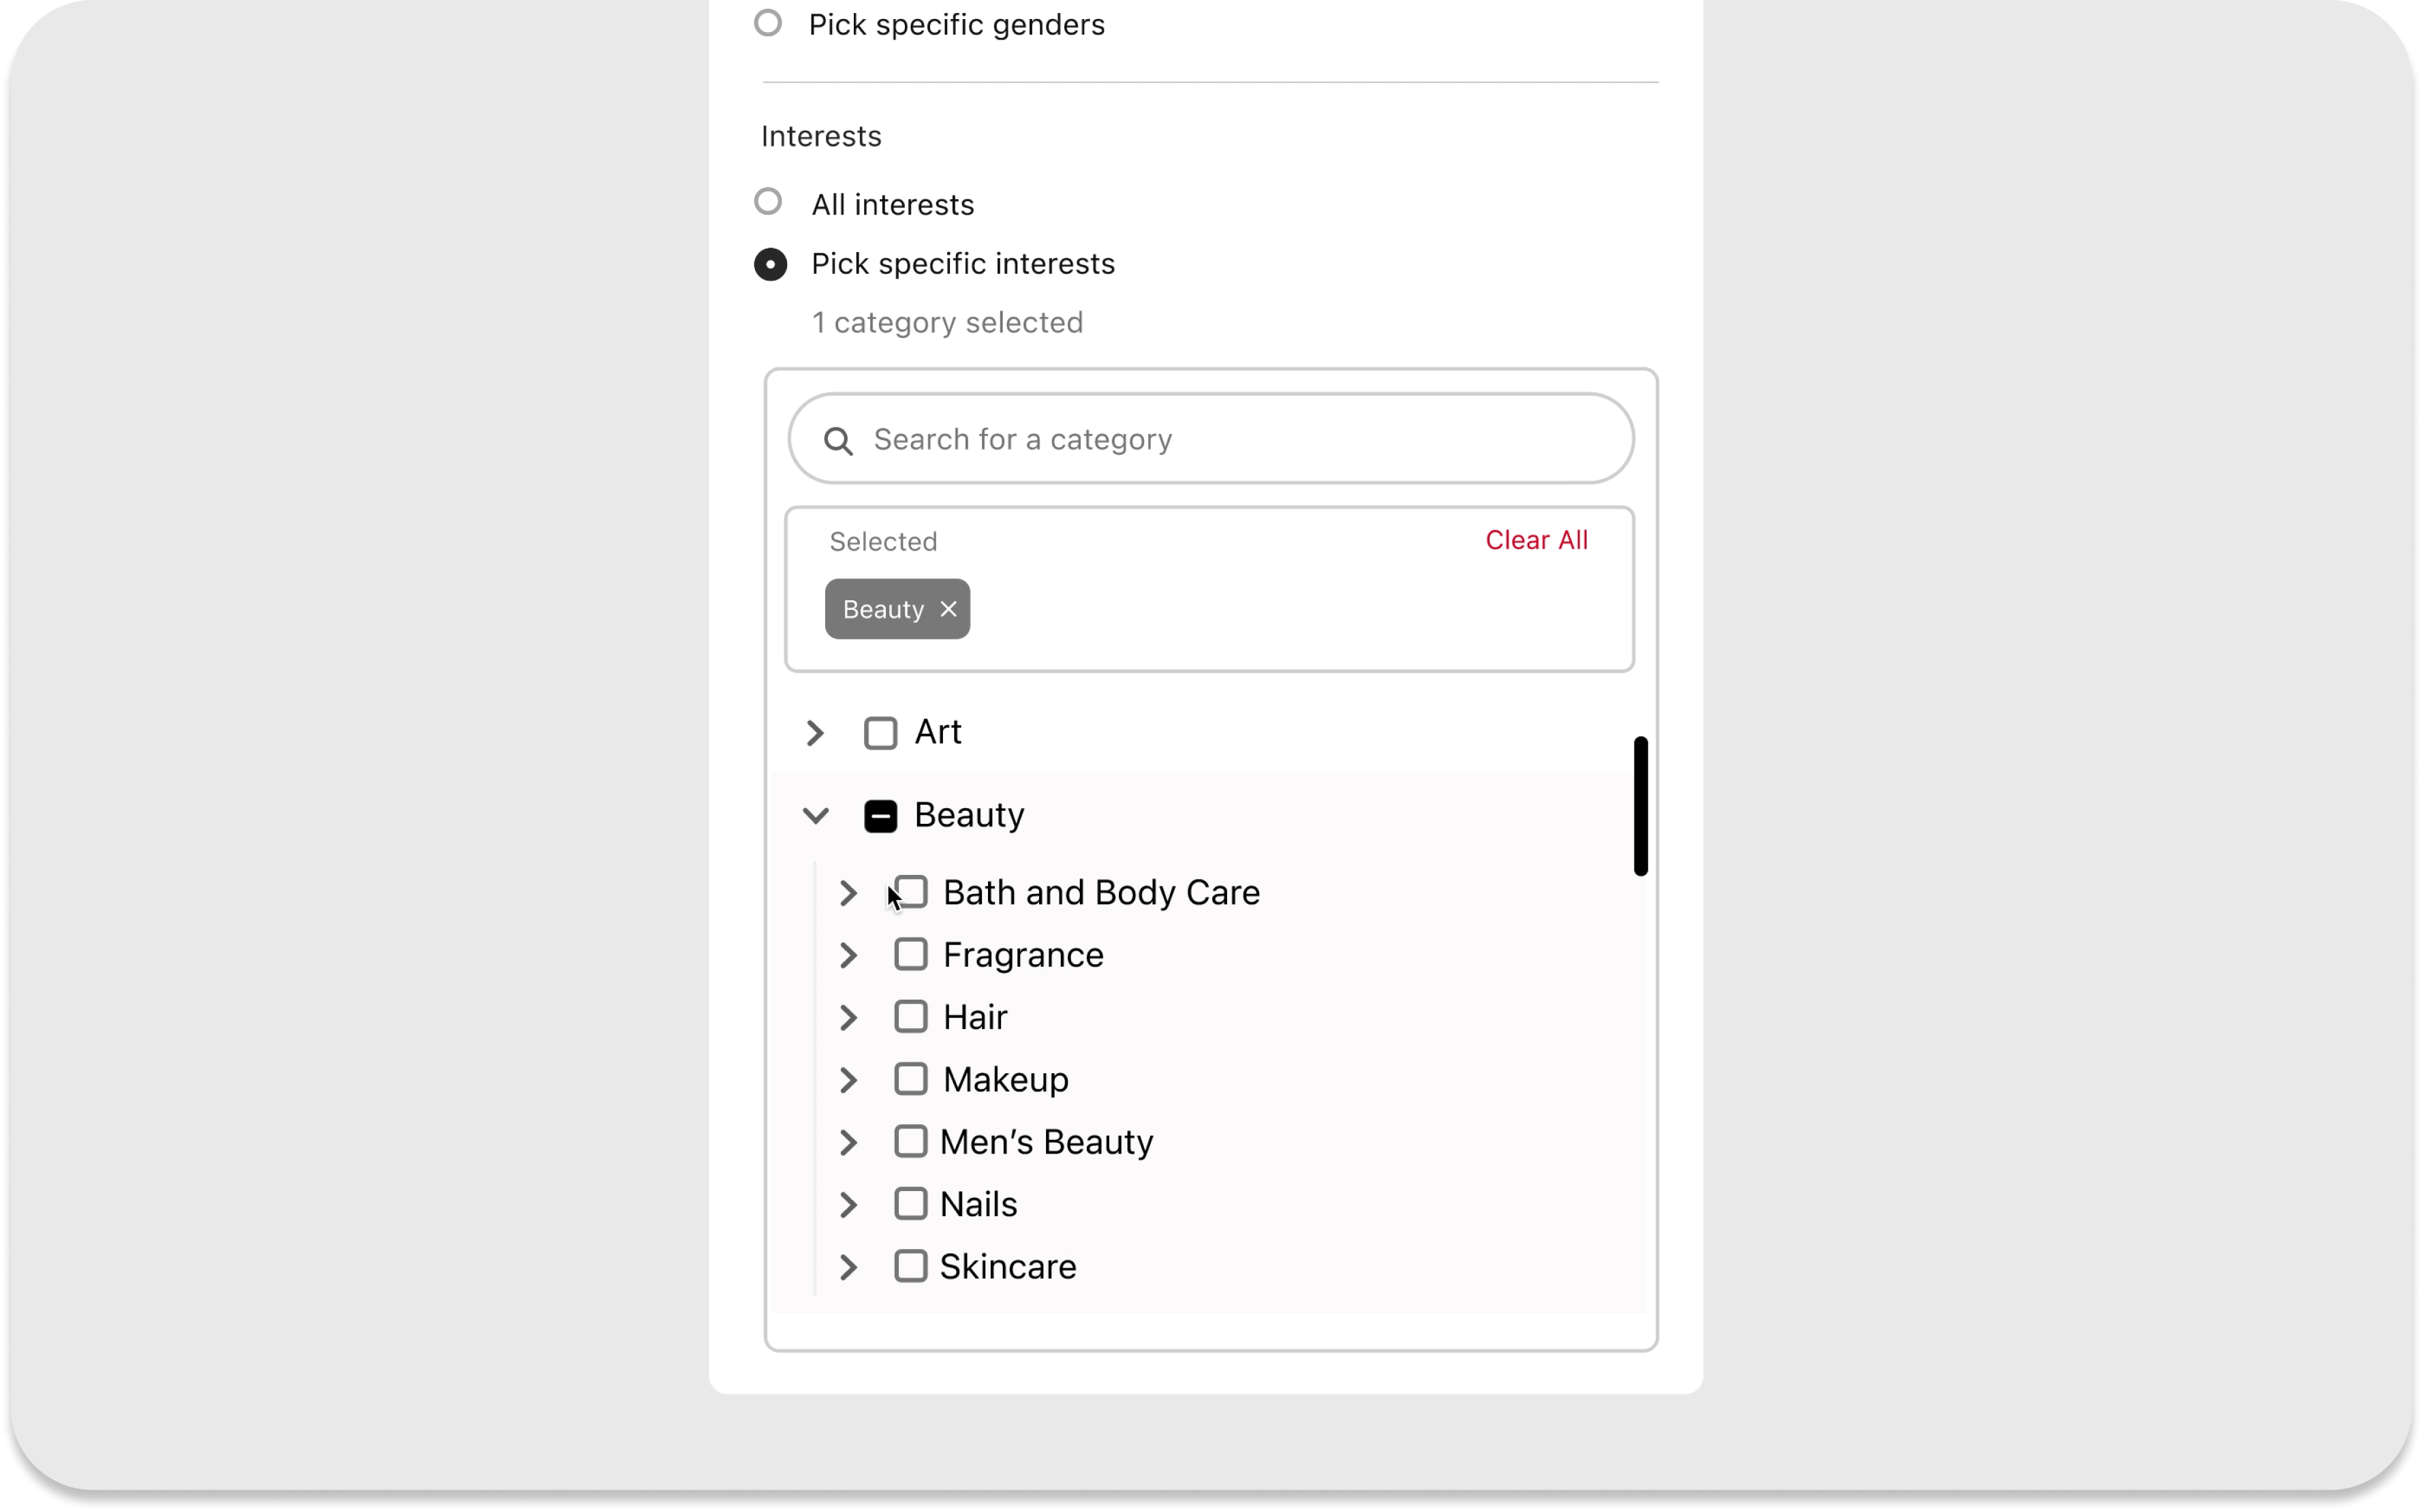 Pick specific genders
Interests
All interests
Pick specific interests
1 category selected
Search for a category
Selected
Clear All
Beauty
Art
Beauty
Bath and Body Care
Fragrance
Hair
Makeup
Men’s Beauty
Nails
Skincare